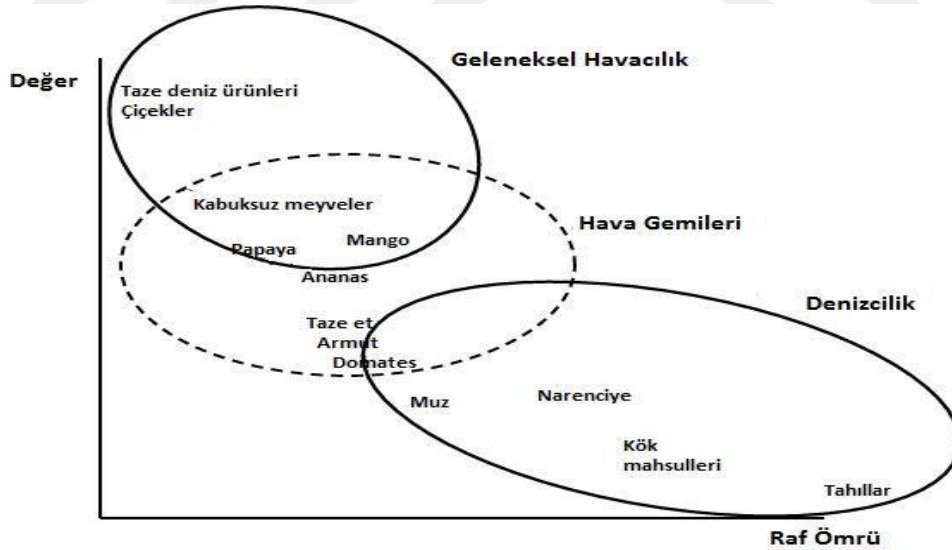 Geleneksel Havacılık
Değer
Taze deniz ürünleri
Çiçekler
Kabuksuz meyveler
Hava Gemileri
Mango
Papaya
Ananas
Denizcilik
Taze et
Armut
Domates
Muz
Narenciye
Kök
mahsulleri
Tahıllar
Raf Ömrü